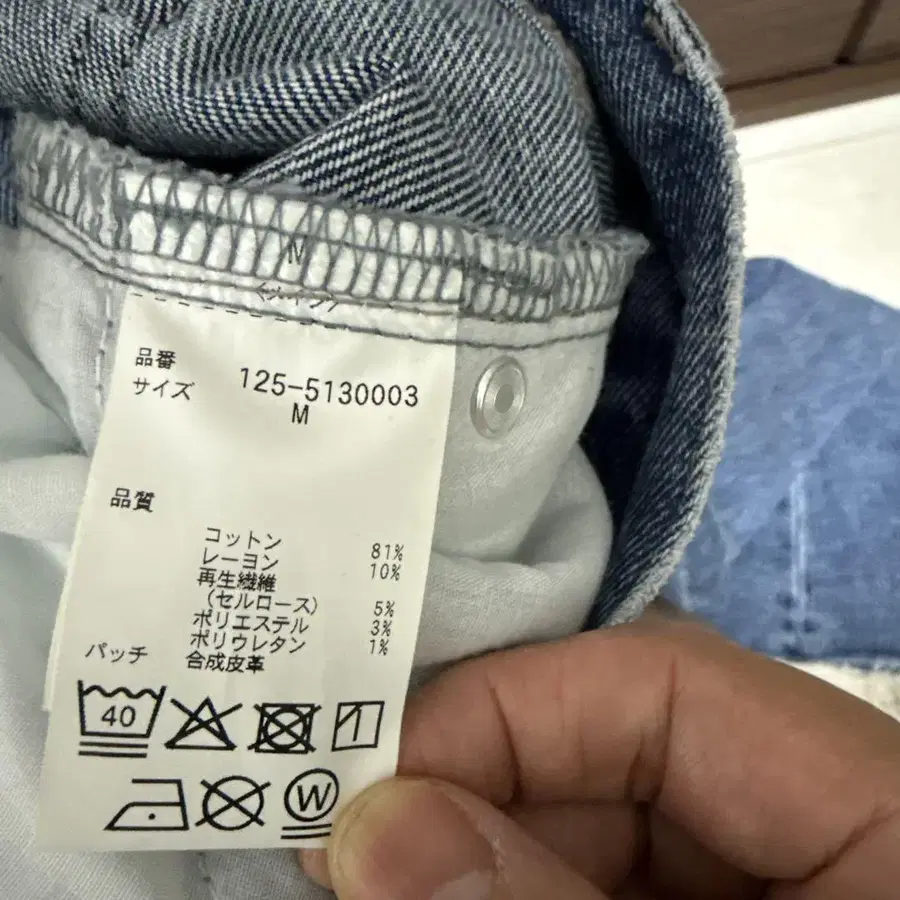 M
品番 125-5130003
サイズ M
品質
コットン 81%
レーヨン 10%
再生繊維
(セルロース) 5%
ポリエステル 3%
ポリウレタン 1%
パッチ 合成皮革
40
W